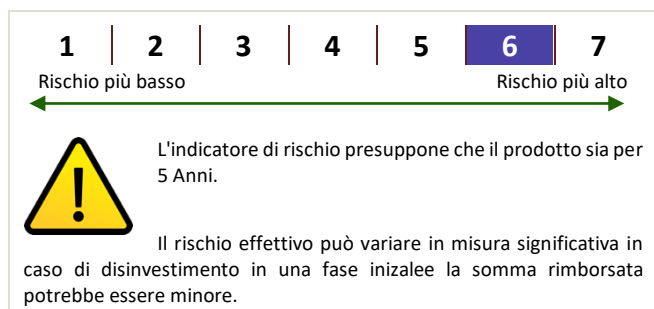 1 2 3 4 5 6 7
Rischio più basso Rischio più alto
L'indicatore di rischio presuppone che il prodotto sia per
5 Anni.
Il rischio effettivo può variare in misura significativa in
caso di disinvestimento in una fase inizalee la somma rimborsata
potrebbe essere minore.